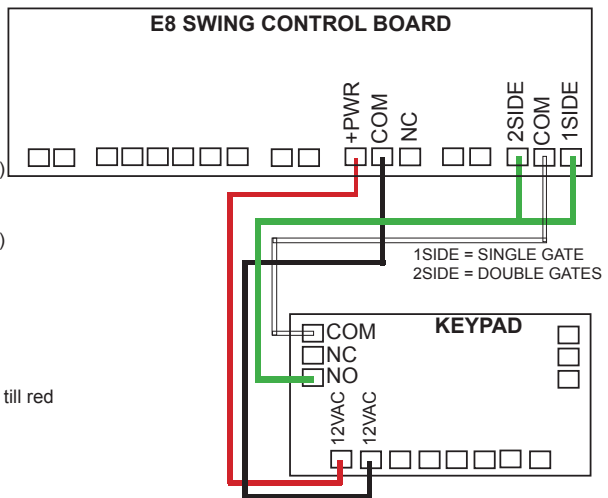 E8 SWING CONTROL BOARD
+PWR
COM
NC
2SIDE
COM
1SIDE
)
)
1SIDE = SINGLE GATE
2SIDE = DOUBLE GATES
KEYPAD
COM
NC
NO
till red
12VAC
12VAC